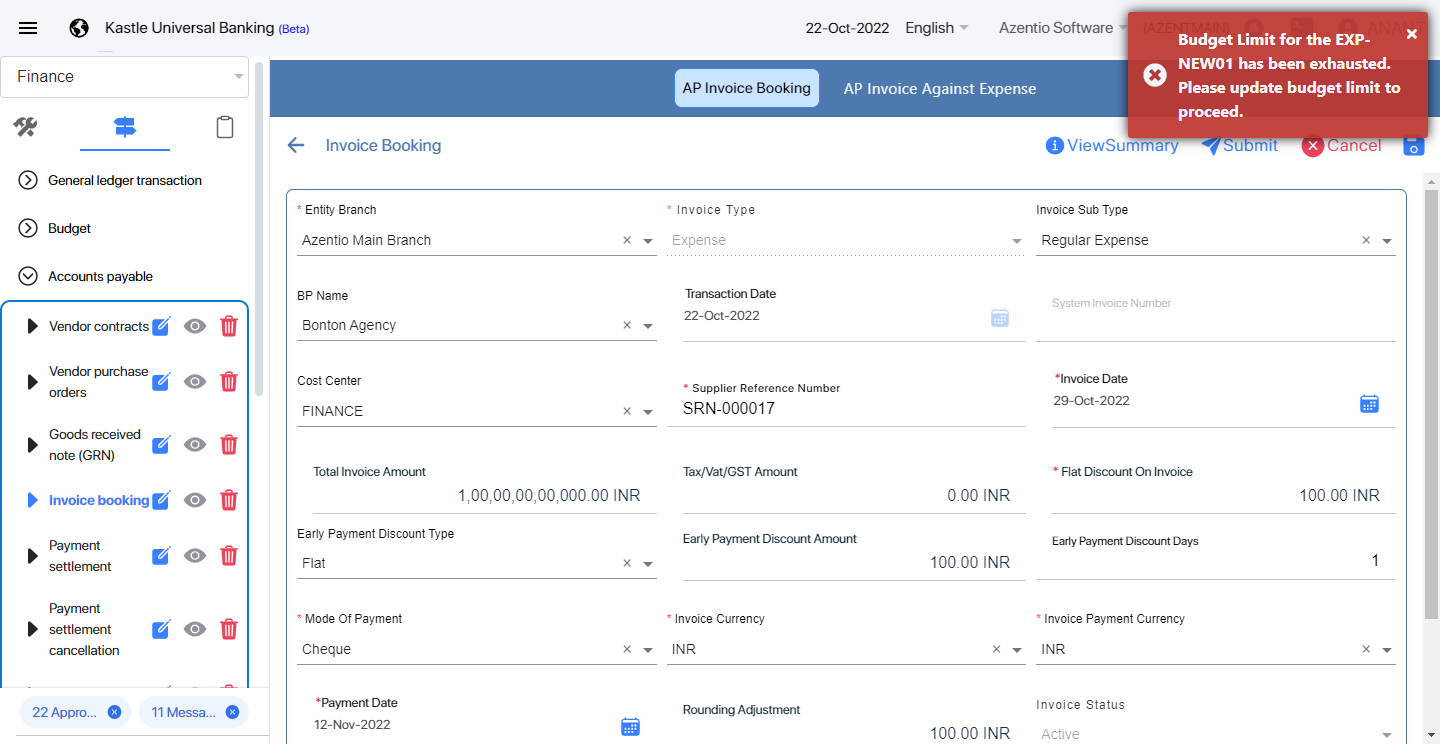 Kastle Universal Banking (Beta)
22-Oct-2022
English
Azentio Software
(AZENTMAIN)
Budget Limit for the EXP-
NEW01 has been exhausted.
Please update budget limit to
proceed.
Finance
AP Invoice Booking
AP Invoice Against Expense
Invoice Booking
ViewSummary
Submit
Cancel
General ledger transaction
Budget
Accounts payable
Vendor contracts
Vendor purchase
orders
Goods received
note (GRN)
Invoice booking
Payment
settlement
Payment
settlement
cancellation
22 Appro...
11 Messa...
* Entity Branch
Azentio Main Branch
* Invoice Type
Expense
Invoice Sub Type
Regular Expense
BP Name
Bonton Agency
Transaction Date
22-Oct-2022
System Invoice Number
Cost Center
FINANCE
* Supplier Reference Number
SRN-000017
*Invoice Date
29-Oct-2022
Total Invoice Amount
1,00,00,00,00,000.00 INR
Tax/Vat/GST Amount
0.00 INR
* Flat Discount On Invoice
100.00 INR
Early Payment Discount Type
Flat
Early Payment Discount Amount
100.00 INR
Early Payment Discount Days
1
* Mode Of Payment
Cheque
* Invoice Currency
INR
* Invoice Payment Currency
INR
*Payment Date
12-Nov-2022
Rounding Adjustment
100.00 INR
Invoice Status
Active